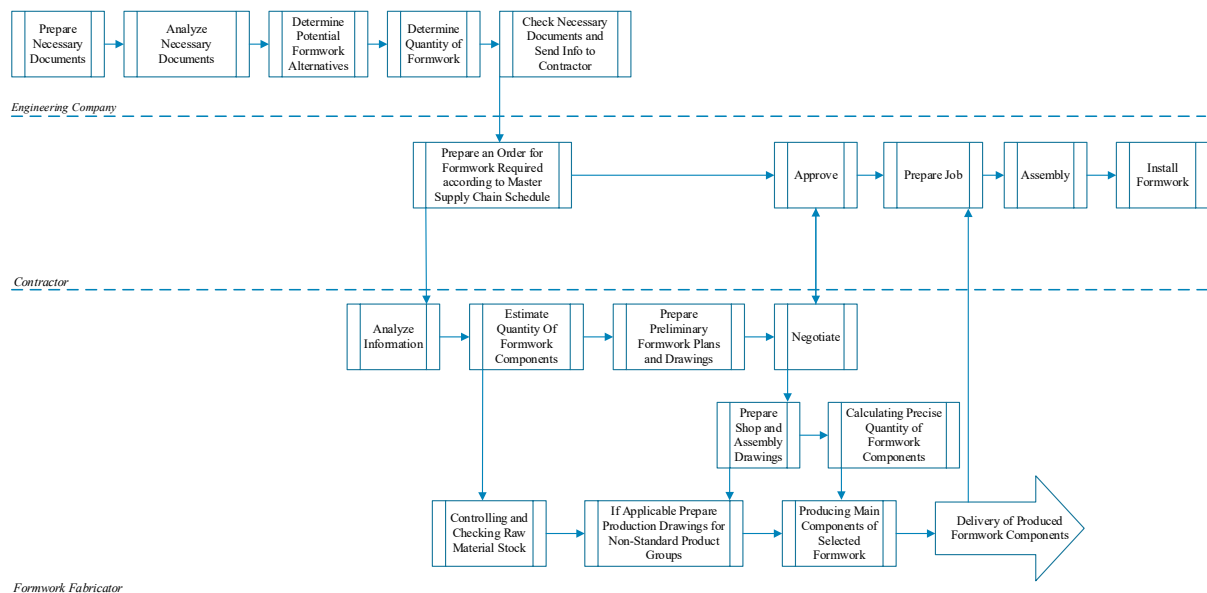 Prepare
Necessary
Documents
Analyze
Necessary
Documents
Determine
Potential
Formwork
Alternatives
Determine
Quantity of
Formwork
Check Necessary
Documents and
Send Info to
Contractor
Engineering Company
Prepare an Order for
Formwork Required
according to Master
Supply Chain Schedule
Approve
Prepare Job
Assembly
Install
Formwork
Contractor
Analyze
Information
Estimate
Quantity Of
Formwork
Components
Prepare
Preliminary
Formwork Plans
and Drawings
Negotiate
Prepare
Shop and
Assembly
Drawings
Calculating Precise
Quantity of
Formwork
Components
Controlling and
Checking Raw
Material Stock
If Applicable Prepare
Production Drawings for
Non-Standard Product
Groups
Producing Main
Components of
Selected
Formwork
Delivery of Produced
Formwork Components
Formwork Fabricator